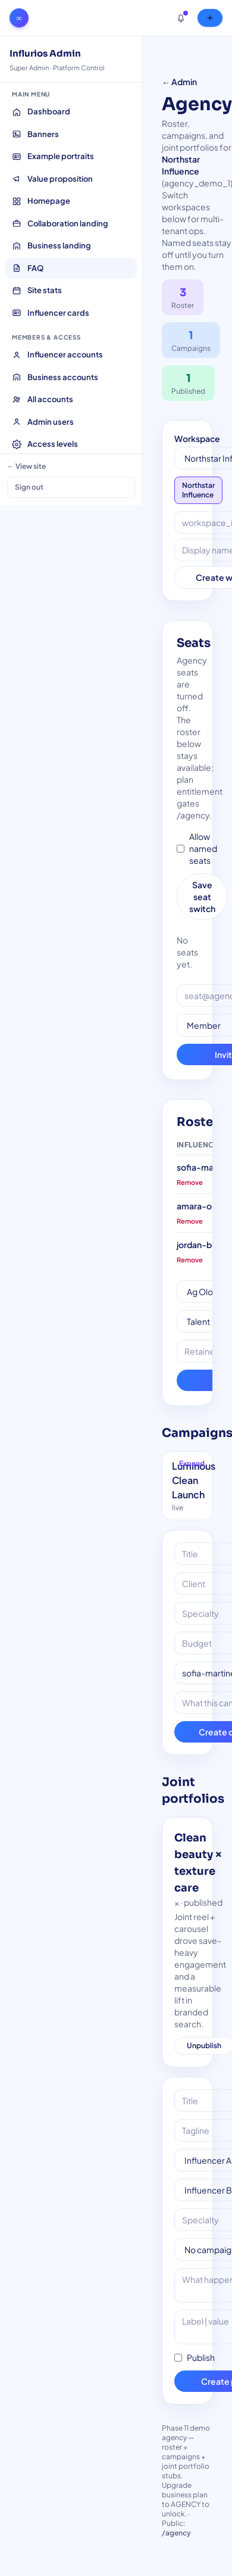 Influrios Admin
Super Admin · Platform Control
MAIN MENU
Dashboard
Banners
Example portraits
Value proposition
Homepage
Collaboration landing
Business landing
FAQ
Site stats
Influencer cards
MEMBERS & ACCESS
Influencer accounts
Business accounts
All accounts
Admin users
Access levels
← View site
Sign out
← Admin
Agency
Roster,
campaigns, and
joint portfolios for
Northstar
Influence
(agency_demo_1)
Switch
workspaces
below for multi-
tenant ops.
Named seats stay
off until you turn
them on.
3
Roster
1
Campaigns
1
Published
Workspace
Northstar Inf
Northstar
Influence
workspace_i
Display name
Create w
Seats
Agency
seats
are
turned
off.
The
roster
below
stays
available;
plan
entitlement
gates
/agency.
Allow
named
seats
Save
seat
switch
No
seats
yet.
seat@agenc
Member
Invit
Roste
INFLUENC
sofia-ma
Remove
amara-o
Remove
jordan-b
Remove
Ag Olo
Talent
Retaine
Campaigns
Expand
Luminous
Clean
Launch
live
Title
Client
Specialty
Budget
sofia-martine
What this can
Create c
Joint
portfolios
Clean
beauty ×
texture
care
× · published
Joint reel +
carousel
drove save-
heavy
engagement
and a
measurable
lift in
branded
search.
Unpublish
Title
Tagline
Influencer A
Influencer B
Specialty
No campaig
What happer
Label | value
Publish
Create p
Phase 11 demo
agency —
roster +
campaigns +
joint portfolio
stubs.
Upgrade
business plan
to AGENCY to
unlock. ·
Public:
/agency